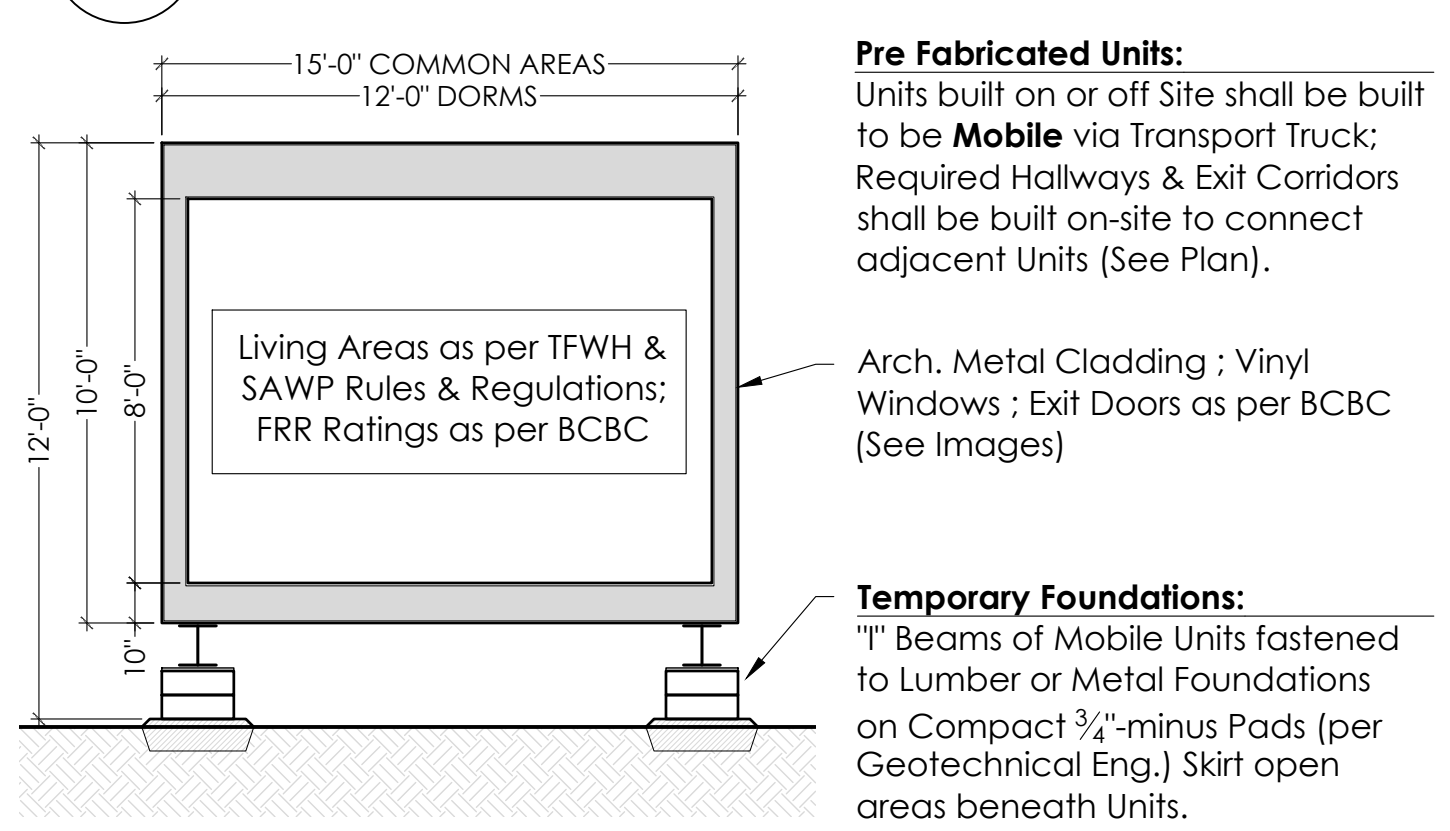 15'-0" COMMON AREAS
12'-0" DORMS
12'-0"
10'-0"
8'-0"
10"
Living Areas as per TFWH &
SAWP Rules & Regulations;
FRR Ratings as per BCBC
Pre Fabricated Units:
Units built on or off Site shall be built
to be Mobile via Transport Truck;
Required Hallways & Exit Corridors
shall be built on-site to connect
adjacent Units (See Plan).
Arch. Metal Cladding ; Vinyl
Windows ; Exit Doors as per BCBC
(See Images)
Temporary Foundations:
"I" Beams of Mobile Units fastened
to Lumber or Metal Foundations
on Compact ¾"-minus Pads (per
Geotechnical Eng.) Skirt open
areas beneath Units.